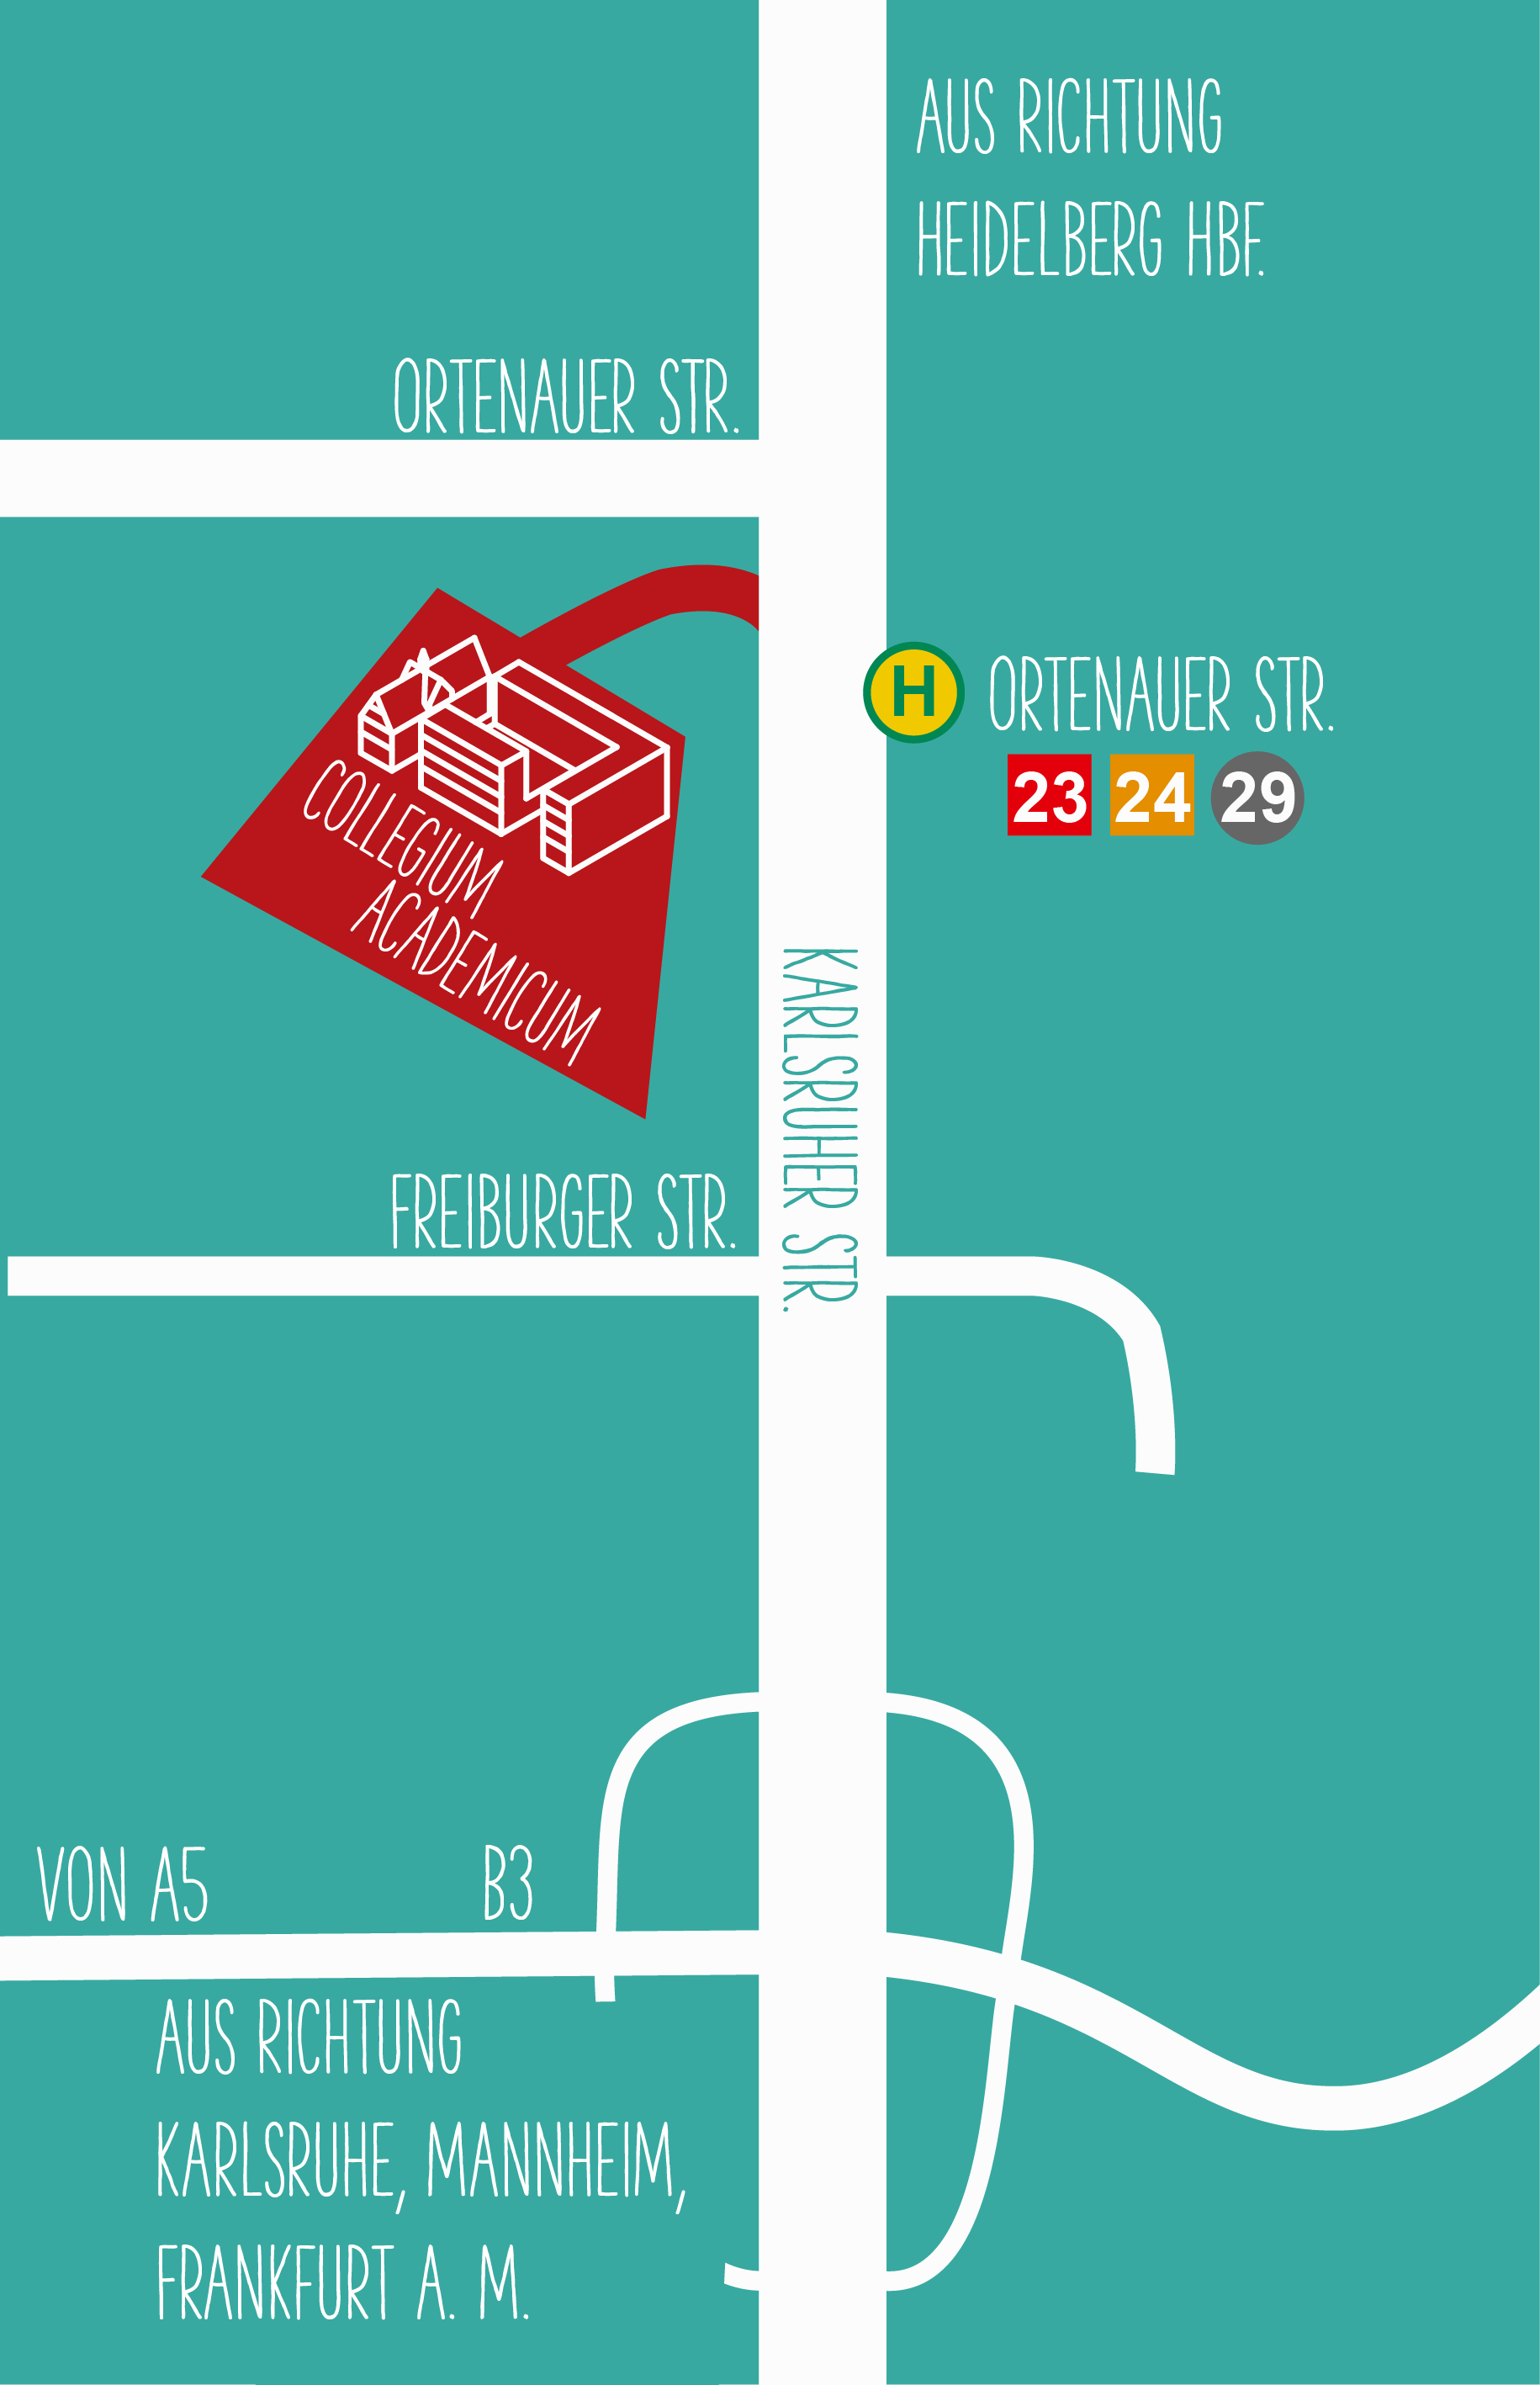 AUS RICHTUNG
HEIDELBERG HBF.
ORTENAUER STR.
H ORTENAUER STR.
23 24 29
COLLEGIUM
ACADEMICUM
KARLSRUHER STR.
FREIBURGER STR.
VON A5 B3
AUS RICHTUNG
KARLSRUHE, MANNHEIM,
FRANKFURT A. M.